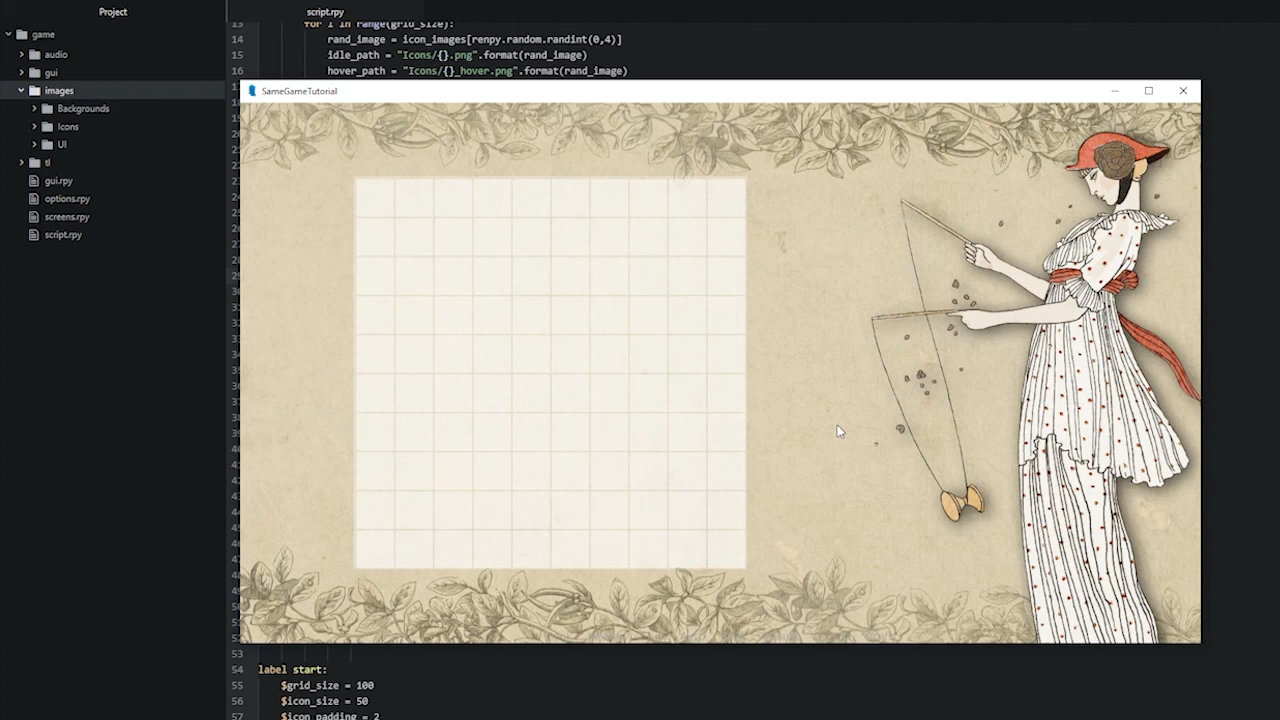 Project
script.rpy
game
audio
gui
images
Backgrounds
Icons
UI
tl
gui.rpy
options.rpy
screens.rpy
script.rpy
13 for i in range(grid_size):
14 rand_image = icon_images[renpy.random.randint(0,4)]
15 idle_path = "Icons/{}.png".format(rand_image)
16 hover_path = "Icons/{}_hover.png".format(rand_image)
SameGameTutorial
53
54 label start:
55 $grid_size = 100
56 $icon_size = 50
57 $icon_padding = 2